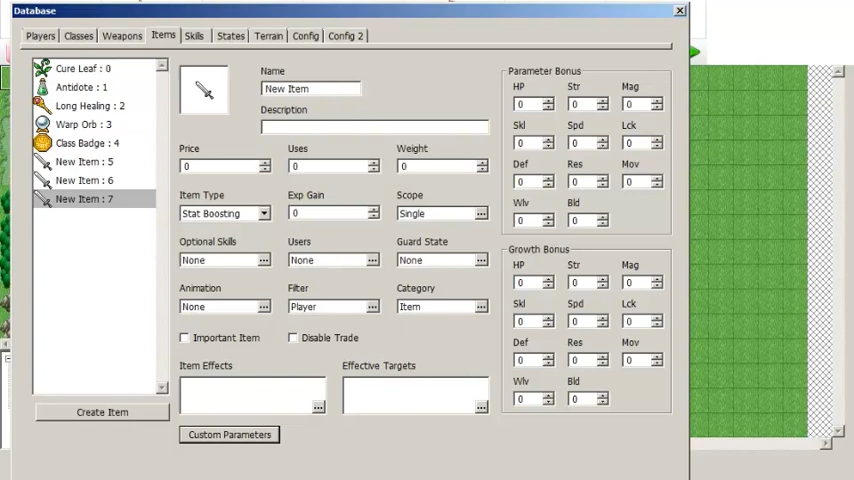 Database
Players Classes Weapons Items Skills States Terrain Config Config 2
Cure Leaf : 0
Antidote : 1
Long Healing : 2
Warp Orb : 3
Class Badge : 4
New Item : 5
New Item : 6
New Item : 7
Create Item
Name
New Item
Description
Price Uses Weight
0 0 0
Item Type Exp Gain Scope
Stat Boosting 0 Single ...
Optional Skills Users Guard State
None ... None ... None ...
Animation Filter Category
None ... Player ... Item ...
Important Item Disable Trade
Item Effects Effective Targets
... ...
Custom Parameters
Parameter Bonus
HP Str Mag
0 0 0
Skl Spd Lck
0 0 0
Def Res Mov
0 0 0
Wlv Bld
0 0
Growth Bonus
HP Str Mag
0 0 0
Skl Spd Lck
0 0 0
Def Res Mov
0 0 0
Wlv Bld
0 0